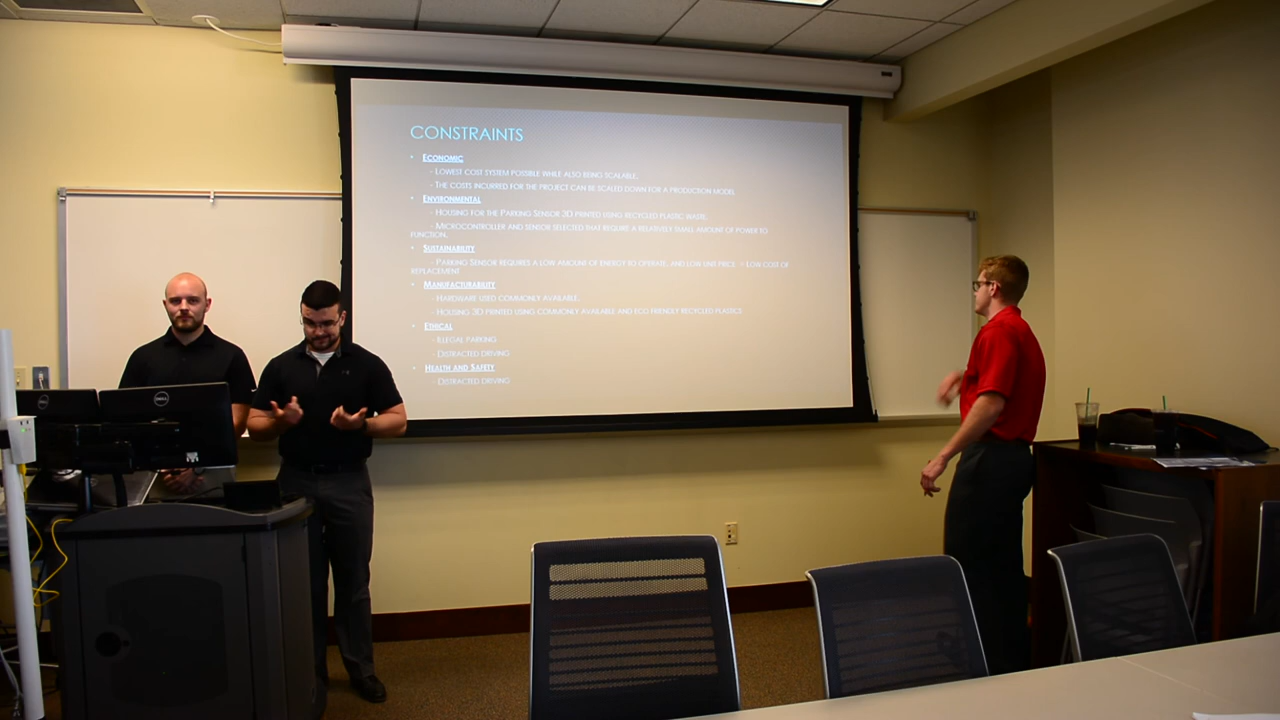 CONSTRAINTS
• ECONOMIC
- LOWEST COST SYSTEM POSSIBLE WHILE ALSO BEING SCALABLE.
- THE COSTS INCURRED FOR THE PROJECT CAN BE SCALED DOWN FOR A PRODUCTION MODEL
• ENVIRONMENTAL
- HOUSING FOR THE PARKING SENSOR 3D PRINTED USING RECYCLED PLASTIC WASTE.
- MICROCONTROLLER AND SENSOR SELECTED THAT REQUIRE A RELATIVELY SMALL AMOUNT OF POWER TO
FUNCTION.
• SUSTAINABILITY
- PARKING SENSOR REQUIRES A LOW AMOUNT OF ENERGY TO OPERATE, AND LOW UNIT PRICE = LOW COST OF
REPLACEMENT
• MANUFACTURABILITY
- HARDWARE USED COMMONLY AVAILABLE.
- HOUSING 3D PRINTED USING COMMONLY AVAILABLE AND ECO FRIENDLY RECYCLED PLASTICS
• ETHICAL
- ILLEGAL PARKING
- DISTRACTED DRIVING
• HEALTH AND SAFETY
- DISTRACTED DRIVING
DELL
DELL